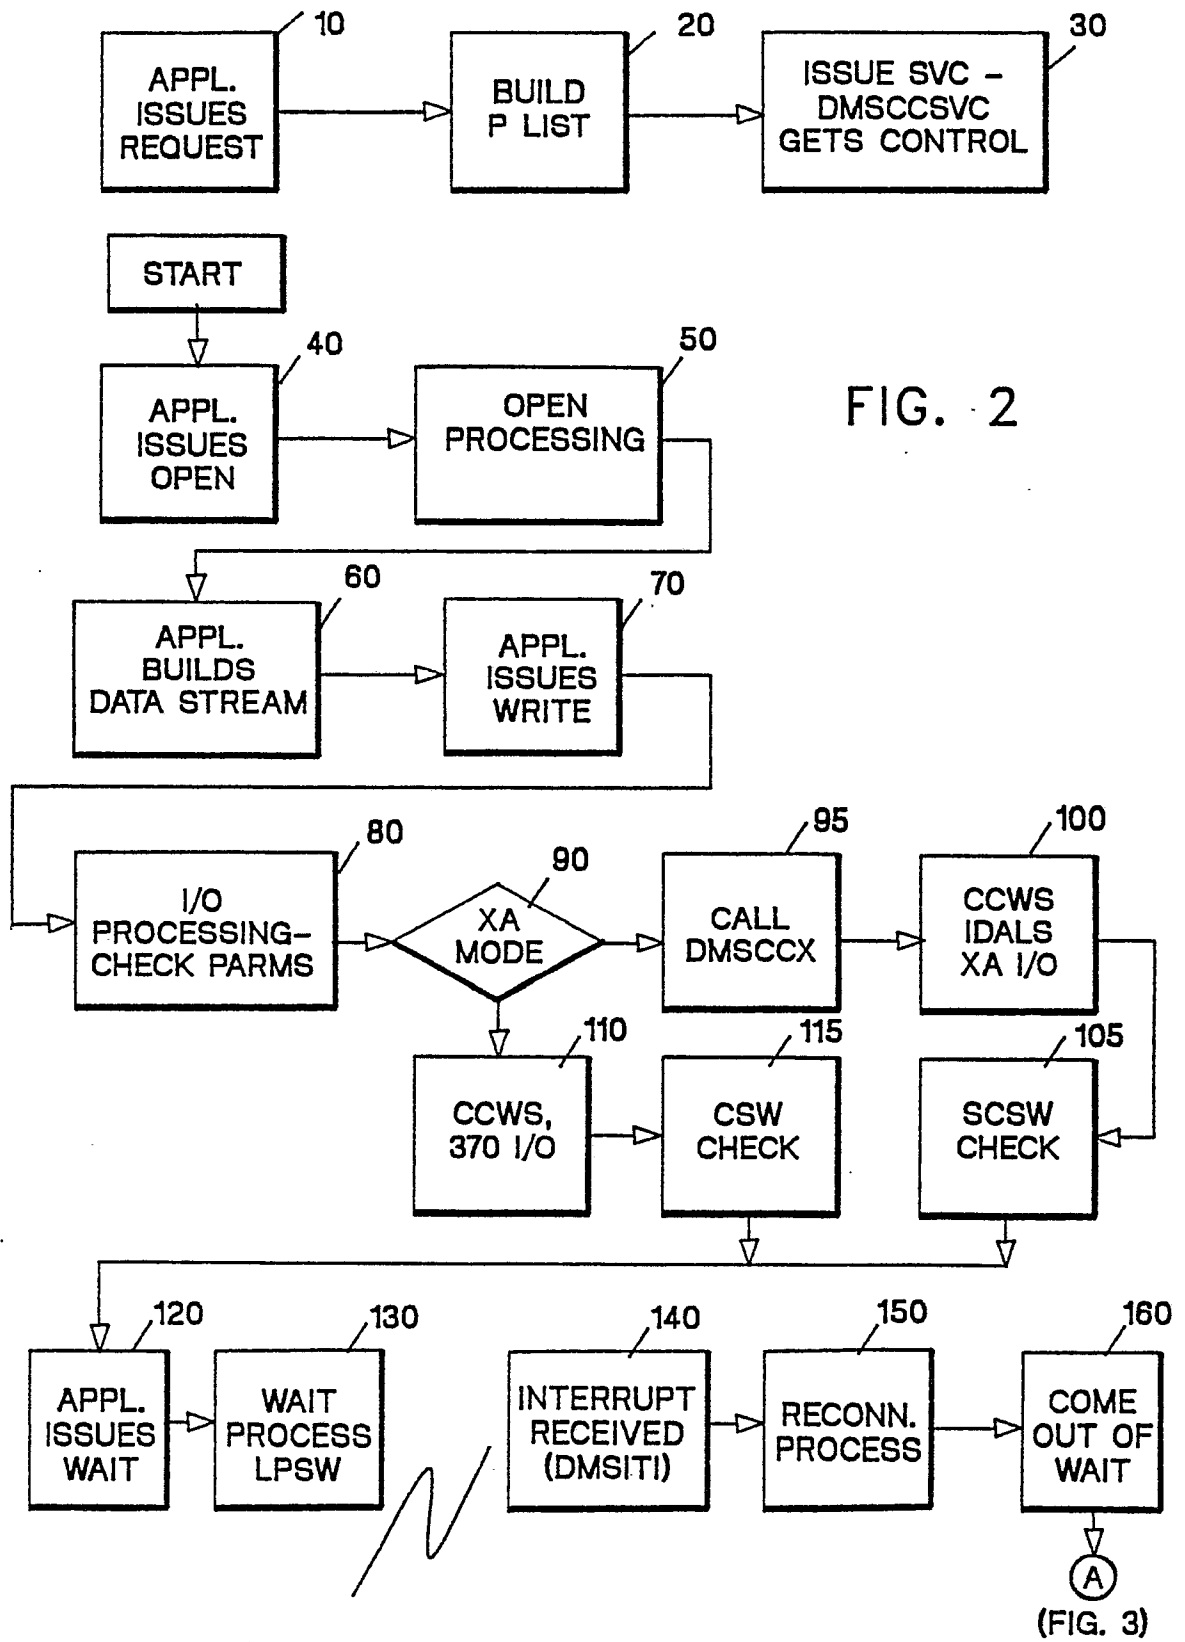 10
APPL.
ISSUES
REQUEST
20
BUILD
P LIST
30
ISSUE SVC -
DMSCCSVC
GETS CONTROL
START
40
APPL.
ISSUES
OPEN
50
OPEN
PROCESSING
FIG. 2
60
APPL.
BUILDS
DATA STREAM
70
APPL.
ISSUES
WRITE
80
I/O
PROCESSING-
CHECK PARMS
90
XA
MODE
95
CALL
DMSCCX
100
CCWS
IDALS
XA I/O
110
CCWS,
370 I/O
115
CSW
CHECK
105
SCSW
CHECK
120
APPL.
ISSUES
WAIT
130
WAIT
PROCESS
LPSW
140
INTERRUPT
RECEIVED
(DMSITI)
150
RECONN.
PROCESS
160
COME
OUT OF
WAIT
A
(FIG. 3)